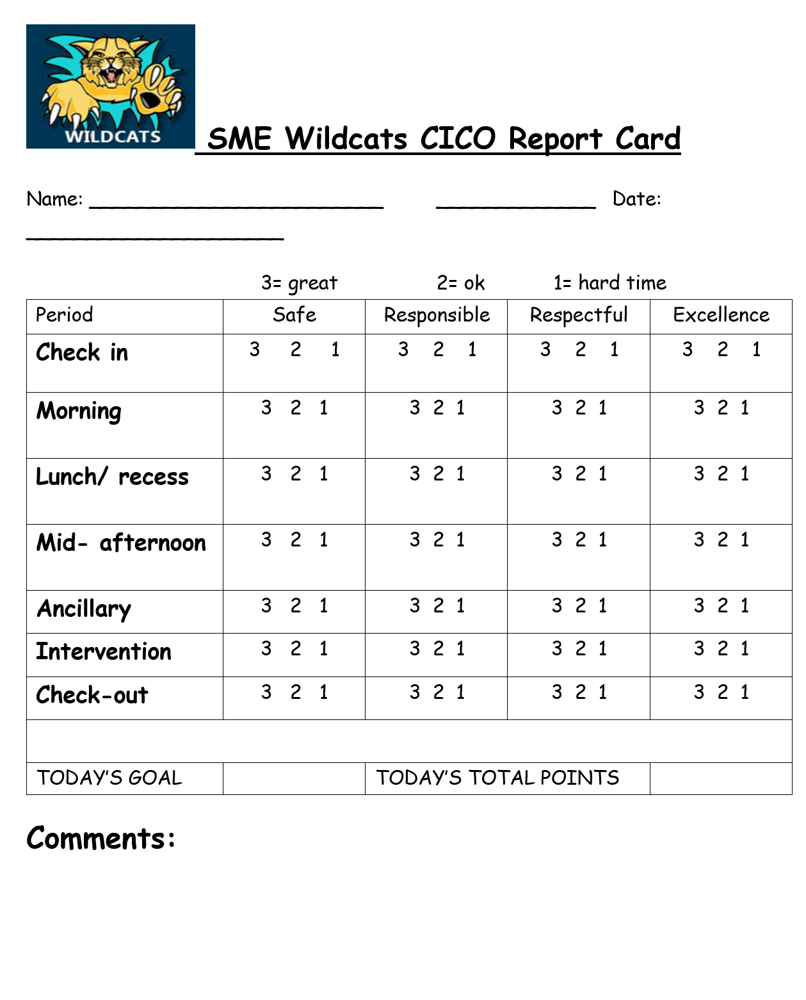 WILDCATS
SME Wildcats CICO Report Card
Name: ________________________ _____________ Date:
_____________________
3= great 2= ok 1= hard time
Period Safe Responsible Respectful Excellence
Check in 3 2 1 3 2 1 3 2 1 3 2 1
Morning 3 2 1 3 2 1 3 2 1 3 2 1
Lunch/ recess 3 2 1 3 2 1 3 2 1 3 2 1
Mid- afternoon 3 2 1 3 2 1 3 2 1 3 2 1
Ancillary 3 2 1 3 2 1 3 2 1 3 2 1
Intervention 3 2 1 3 2 1 3 2 1 3 2 1
Check-out 3 2 1 3 2 1 3 2 1 3 2 1
TODAY'S GOAL TODAY'S TOTAL POINTS
Comments: